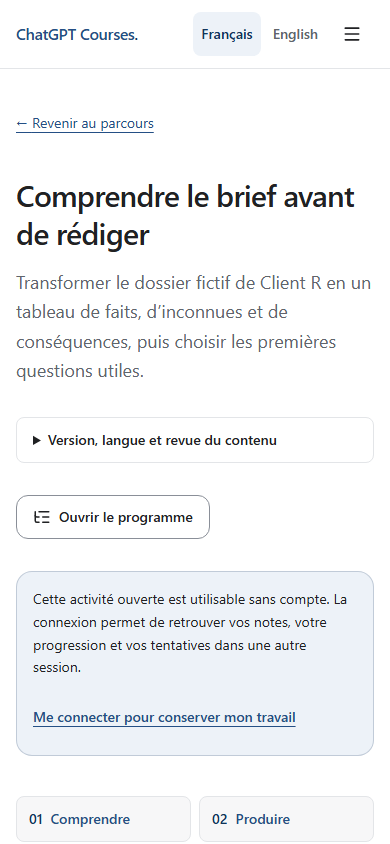 ChatGPT Courses.
Français
English
← Revenir au parcours
Comprendre le brief avant
de rédiger
Transformer le dossier fictif de Client R en un
tableau de faits, d’inconnues et de
conséquences, puis choisir les premières
questions utiles.
Version, langue et revue du contenu
Ouvrir le programme
Cette activité ouverte est utilisable sans compte. La
connexion permet de retrouver vos notes, votre
progression et vos tentatives dans une autre
session.
Me connecter pour conserver mon travail
01 Comprendre
02 Produire